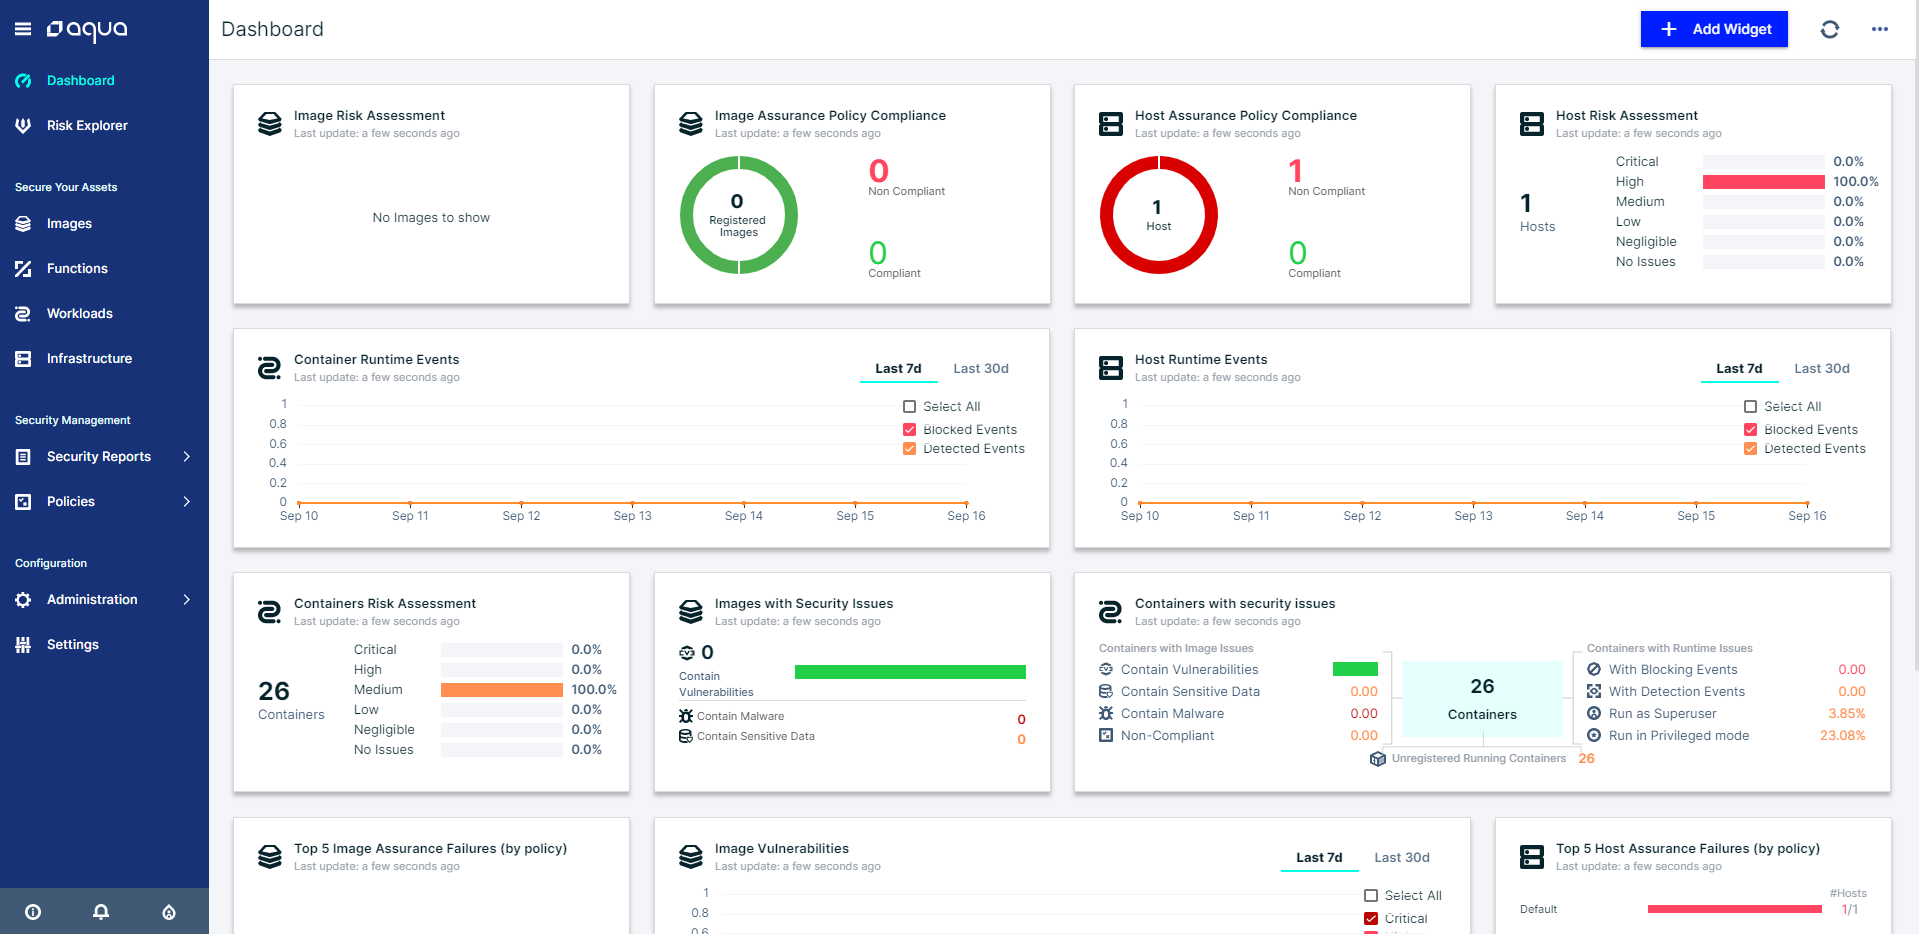 aqua
Dashboard
Risk Explorer
Secure Your Assets
Images
Functions
Workloads
Infrastructure
Security Management
Security Reports
Policies
Configuration
Administration
Settings
Dashboard
Add Widget
Image Risk Assessment
Last update: a few seconds ago
No Images to show
Image Assurance Policy Compliance
Last update: a few seconds ago
0
Registered
Images
0
Non Compliant
0
Compliant
Host Assurance Policy Compliance
Last update: a few seconds ago
1
Host
1
Non Compliant
0
Compliant
Host Risk Assessment
Last update: a few seconds ago
1
Hosts
Critical 0.0%
High 100.0%
Medium 0.0%
Low 0.0%
Negligible 0.0%
No Issues 0.0%
Container Runtime Events
Last update: a few seconds ago
Last 7d Last 30d
Select All
Blocked Events
Detected Events
1
0.8
0.6
0.4
0.2
0
Sep 10 Sep 11 Sep 12 Sep 13 Sep 14 Sep 15 Sep 16
Host Runtime Events
Last update: a few seconds ago
Last 7d Last 30d
Select All
Blocked Events
Detected Events
1
0.8
0.6
0.4
0.2
0
Sep 10 Sep 11 Sep 12 Sep 13 Sep 14 Sep 15 Sep 16
Containers Risk Assessment
Last update: a few seconds ago
26
Containers
Critical 0.0%
High 0.0%
Medium 100.0%
Low 0.0%
Negligible 0.0%
No Issues 0.0%
Images with Security Issues
Last update: a few seconds ago
0
Contain
Vulnerabilities
Contain Malware 0
Contain Sensitive Data 0
Containers with security issues
Last update: a few seconds ago
Containers with Image Issues
Contain Vulnerabilities
Contain Sensitive Data 0.00
Contain Malware 0.00
Non-Compliant 0.00
26
Containers
Unregistered Running Containers 26
Containers with Runtime Issues
With Blocking Events 0.00
With Detection Events 0.00
Run as Superuser 3.85%
Run in Privileged mode 23.08%
Top 5 Image Assurance Failures (by policy)
Last update: a few seconds ago
Image Vulnerabilities
Last update: a few seconds ago
Last 7d Last 30d
Select All
Critical
1
0.8
0.6
Top 5 Host Assurance Failures (by policy)
Last update: a few seconds ago
#Hosts
Default 1/1